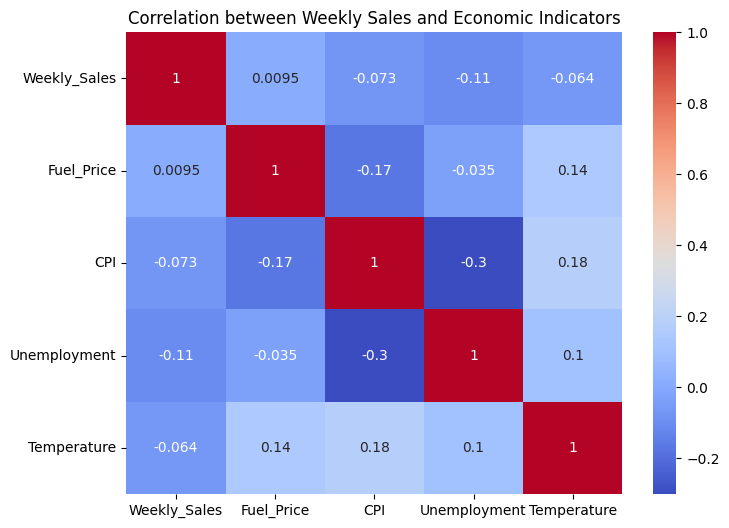 Correlation between Weekly Sales and Economic Indicators
Weekly_Sales 1 0.0095 -0.073 -0.11 -0.064
Fuel_Price 0.0095 1 -0.17 -0.035 0.14
CPI -0.073 -0.17 1 -0.3 0.18
Unemployment -0.11 -0.035 -0.3 1 0.1
Temperature -0.064 0.14 0.18 0.1 1
Weekly_Sales Fuel_Price CPI Unemployment Temperature
1.0
0.8
0.6
0.4
0.2
0.0
−0.2